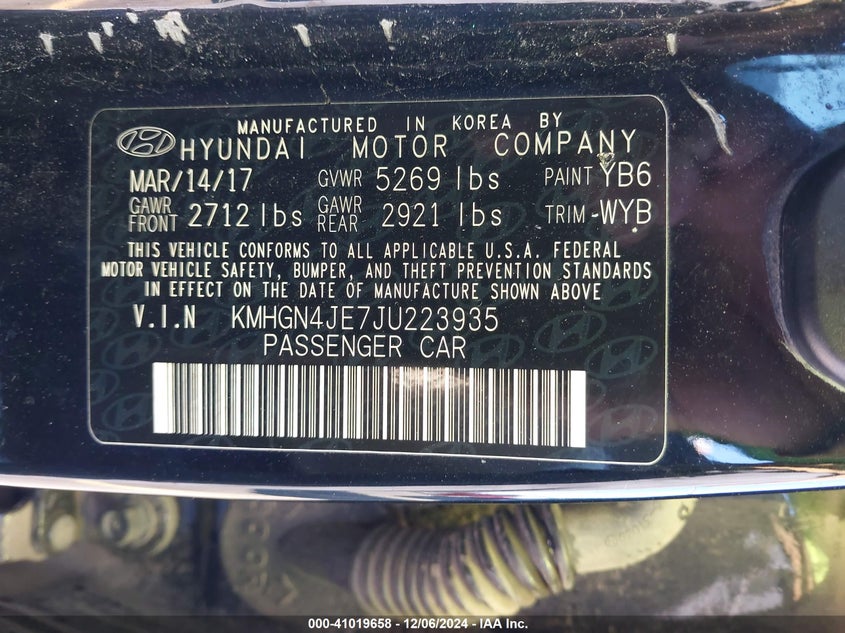 MANUFACTURED IN KOREA BY
HYUNDAI MOTOR COMPANY
MAR/14/17 GVWR 5269 lbs PAINT YB6
GAWR FRONT 2712 lbs GAWR REAR 2921 lbs TRIM WYB
THIS VEHICLE CONFORMS TO ALL APPLICABLE U.S.A. FEDERAL
MOTOR VEHICLE SAFETY, BUMPER, AND THEFT PREVENTION STANDARDS
IN EFFECT ON THE DATE OF MANUFACTURE SHOWN ABOVE
V.I.N KMHGN4JE7JU223935
PASSENGER CAR
000-41019658 - 12/06/2024 - IAA Inc.